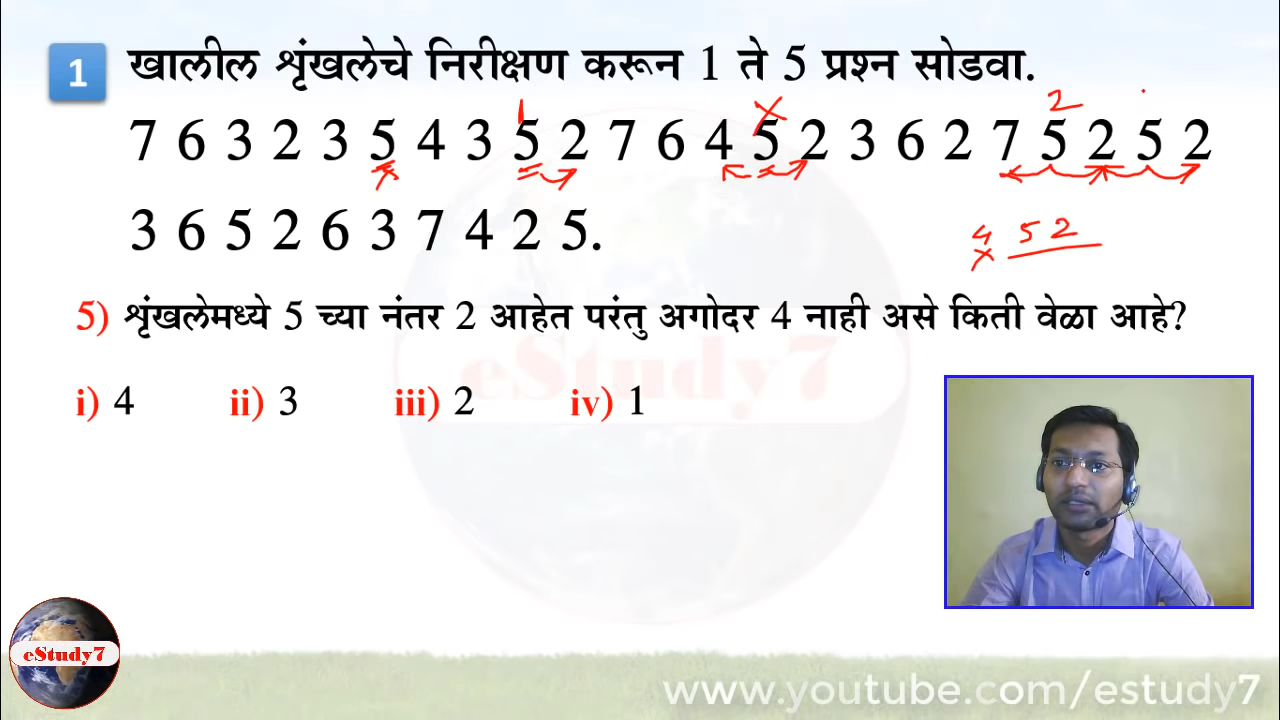 1 खालील शृंखलेचे निरीक्षण करून 1 ते 5 प्रश्न सोडवा.
1 × 2
7 6 3 2 3 5 4 3 5 2 7 6 4 5 2 3 6 2 7 5 2 5 2
3 6 5 2 6 3 7 4 2 5.
4 5 2
×
5) शृंखलेमध्ये 5 च्या नंतर 2 आहेत परंतु अगोदर 4 नाही असे किती वेळा आहे?
i) 4 ii) 3 iii) 2 iv) 1
eStudy7
eStudy7
www.youtube.com/estudy7